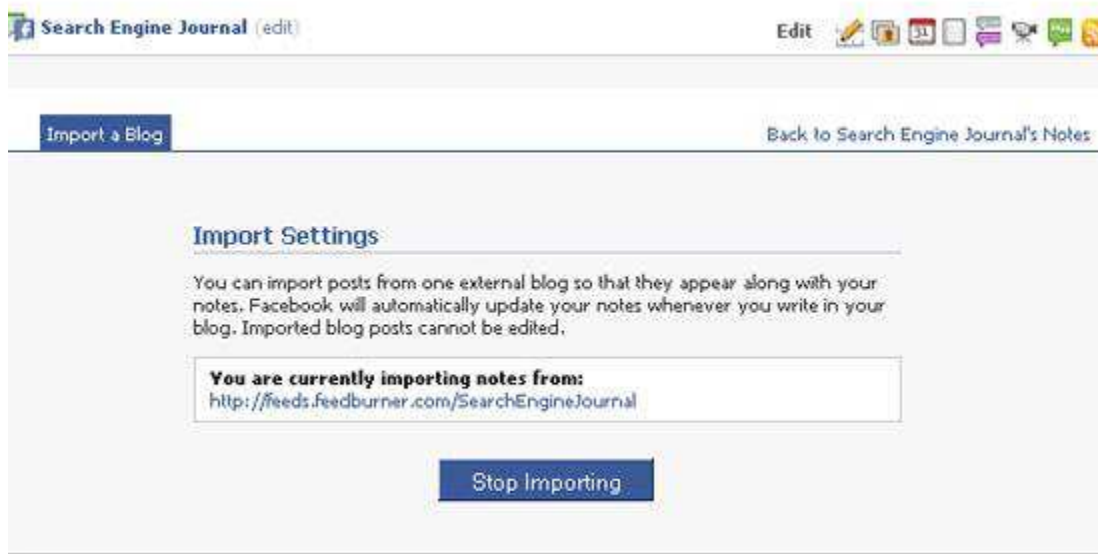 Search Engine Journal (edit)
Edit
31
Import a Blog
Back to Search Engine Journal's Notes
Import Settings
You can import posts from one external blog so that they appear along with your
notes. Facebook will automatically update your notes whenever you write in your
blog. Imported blog posts cannot be edited.
You are currently importing notes from:
http://feeds.feedburner.com/SearchEngineJournal
Stop Importing